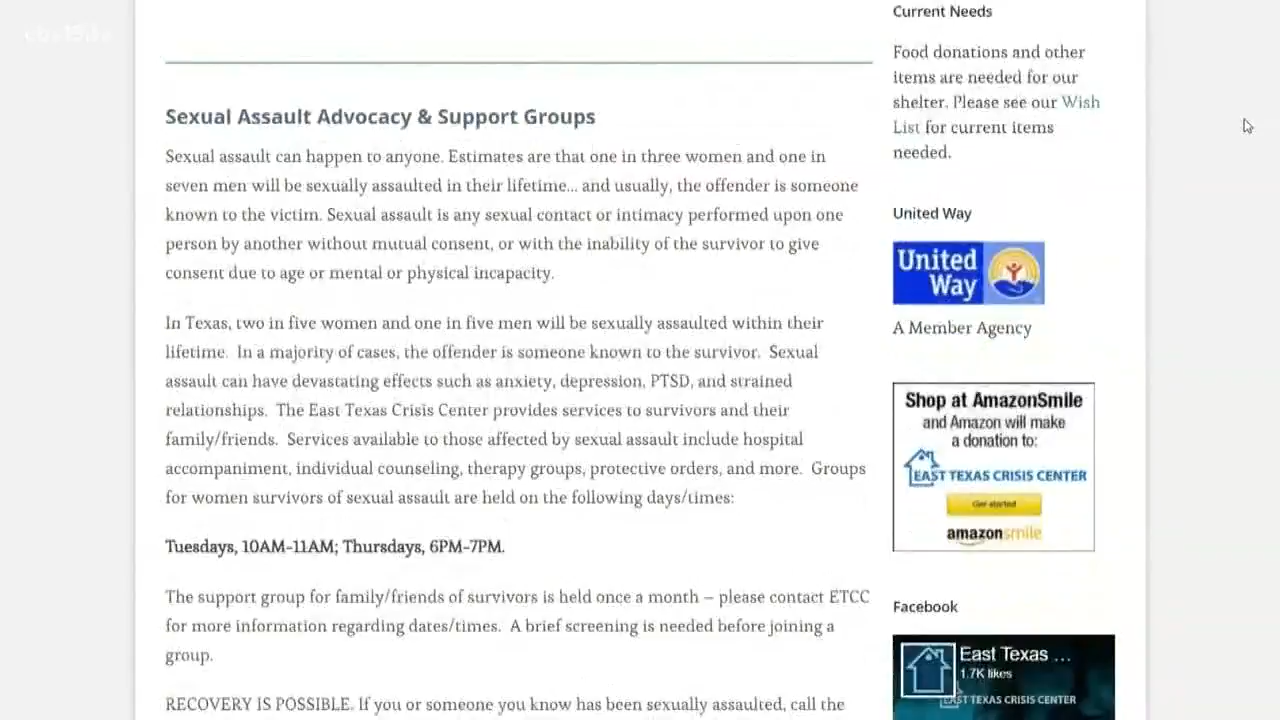 Sexual Assault Advocacy & Support Groups
Sexual assault can happen to anyone. Estimates are that one in three women and one in
seven men will be sexually assaulted in their lifetime... and usually, the offender is someone
known to the victim. Sexual assault is any sexual contact or intimacy performed upon one
person by another without mutual consent, or with the inability of the survivor to give
consent due to age or mental or physical incapacity.
In Texas, two in five women and one in five men will be sexually assaulted within their
lifetime. In a majority of cases, the offender is someone known to the survivor. Sexual
assault can have devastating effects such as anxiety, depression, PTSD, and strained
relationships. The East Texas Crisis Center provides services to survivors and their
family/friends. Services available to those affected by sexual assault include hospital
accompaniment, individual counseling, therapy groups, protective orders, and more. Groups
for women survivors of sexual assault are held on the following days/times:
Tuesdays, 10AM-11AM; Thursdays, 6PM-7PM.
The support group for family/friends of survivors is held once a month – please contact ETCC
for more information regarding dates/times. A brief screening is needed before joining a
group.
RECOVERY IS POSSIBLE. If you or someone you know has been sexually assaulted, call the
Current Needs
Food donations and other
items are needed for our
shelter. Please see our Wish
List for current items
needed.
United Way
United
Way
A Member Agency
Shop at AmazonSmile
and Amazon will make
a donation to:
EAST TEXAS CRISIS CENTER
Get started
amazonsmile
Facebook
East Texas ...
1.7K likes
EAST TEXAS CRISIS CENTER